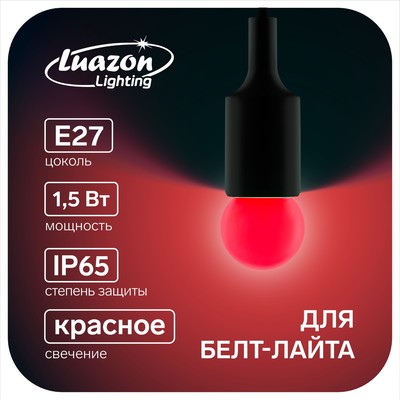 Luazon
Lighting
E27
цоколь
1,5 Вт
мощность
IP65
степень защиты
красное
свечение
ДЛЯ
БЕЛТ-ЛАЙТА